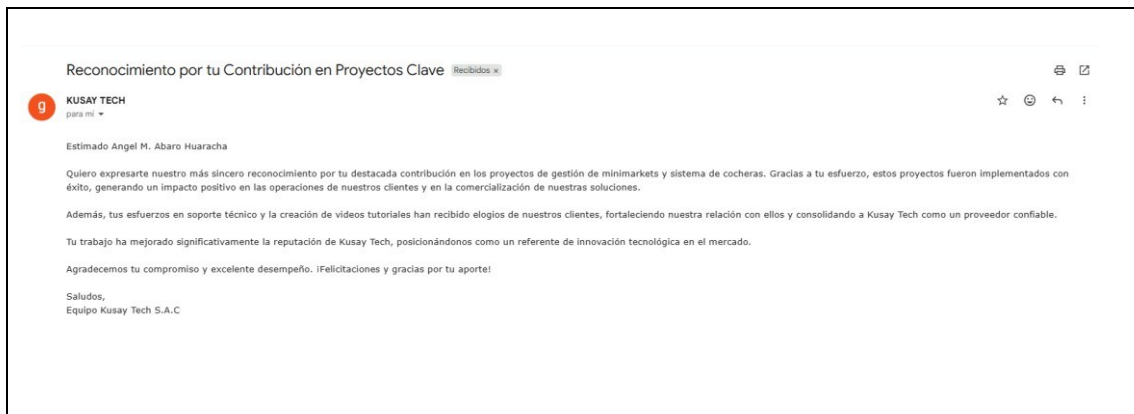 Reconocimiento por tu Contribución en Proyectos Clave Recibidos x
g
KUSAY TECH
para mí
Estimado Angel M. Abaro Huaracha
Quiero expresarte nuestro más sincero reconocimiento por tu destacada contribución en los proyectos de gestión de minimarkets y sistema de cocheras. Gracias a tu esfuerzo, estos proyectos fueron implementados con
éxito, generando un impacto positivo en las operaciones de nuestros clientes y en la comercialización de nuestras soluciones.
Además, tus esfuerzos en soporte técnico y la creación de videos tutoriales han recibido elogios de nuestros clientes, fortaleciendo nuestra relación con ellos y consolidando a Kusay Tech como un proveedor confiable.
Tu trabajo ha mejorado significativamente la reputación de Kusay Tech, posicionándonos como un referente de innovación tecnológica en el mercado.
Agradecemos tu compromiso y excelente desempeño. ¡Felicitaciones y gracias por tu aporte!
Saludos,
Equipo Kusay Tech S.A.C